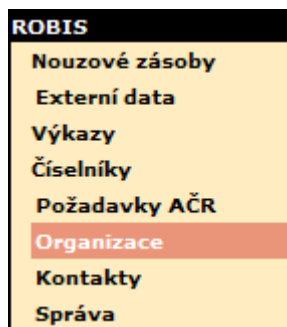 ROBIS
Nouzové zásoby
Externí data
Výkazy
Číselníky
Požadavky AČR
Organizace
Kontakty
Správa